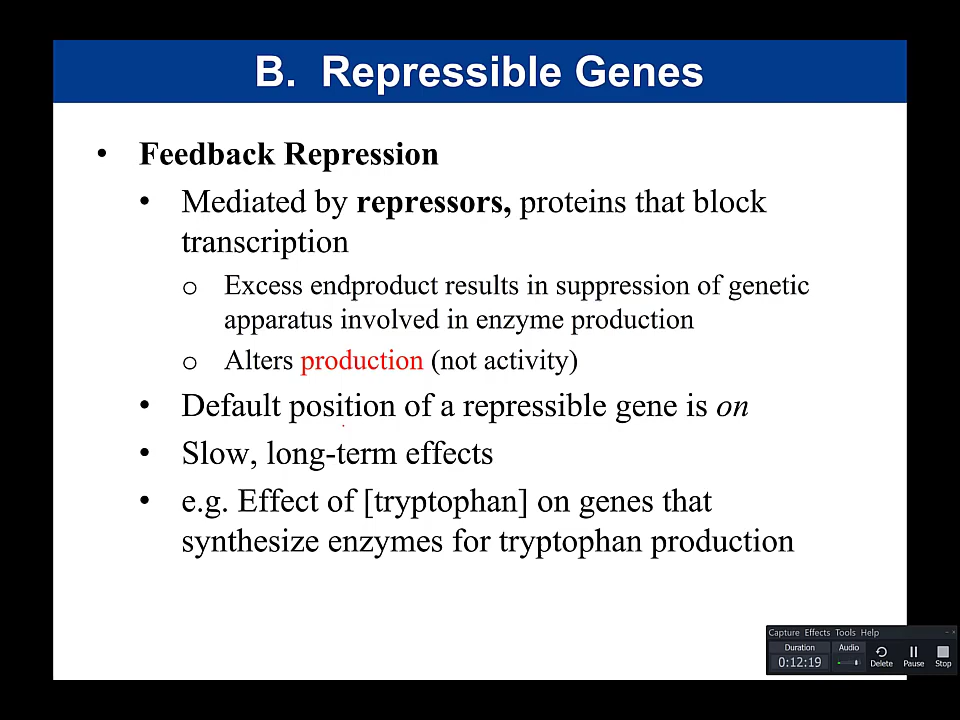 B. Repressible Genes
• Feedback Repression
• Mediated by repressors, proteins that block
transcription
o Excess endproduct results in suppression of genetic
apparatus involved in enzyme production
o Alters production (not activity)
• Default position of a repressible gene is on
• Slow, long-term effects
• e.g. Effect of [tryptophan] on genes that
synthesize enzymes for tryptophan production
Capture Effects Tools Help
Duration Audio
0:12:19 Delete Pause Stop